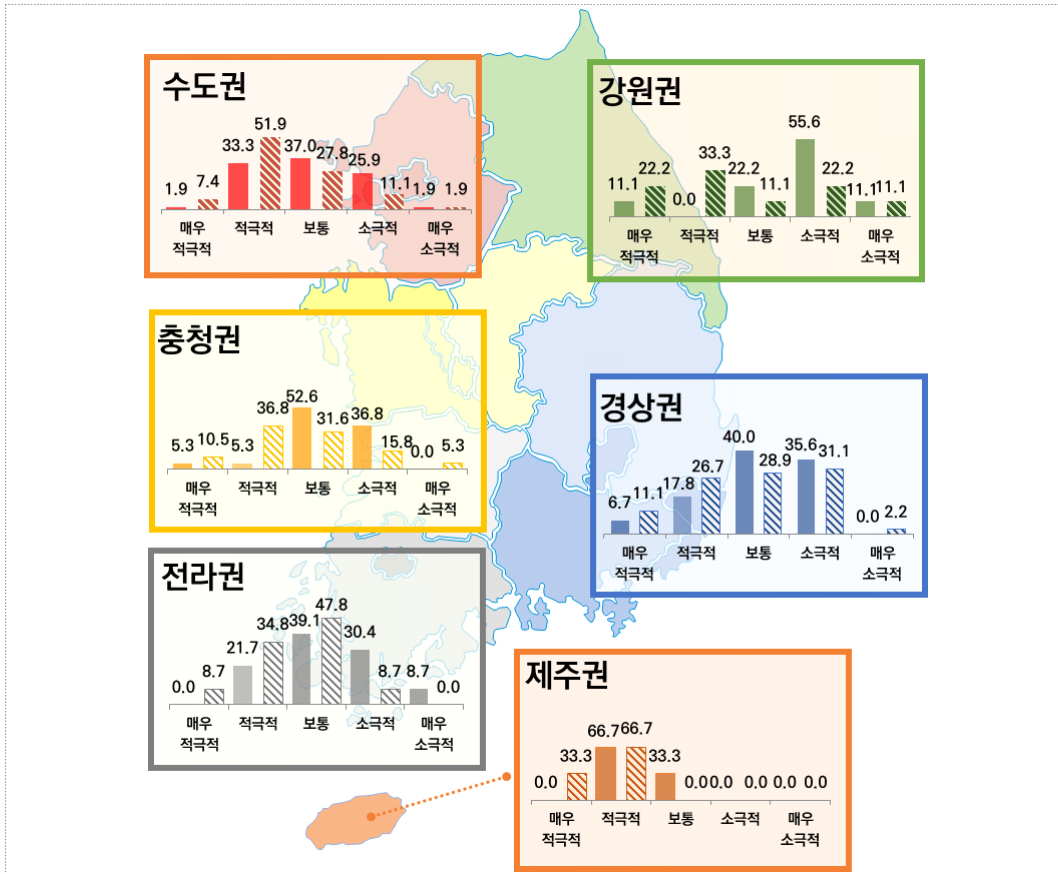 수도권
1.9 7.4 33.3 51.9 37.0 27.8 25.9 11.1 1.9 1.9
매우 적극적 보통 소극적 매우
적극적 소극적
강원권
11.1 22.2 0.0 33.3 22.2 11.1 55.6 22.2 11.1 11.1
매우 적극적 보통 소극적 매우
적극적 소극적
충청권
5.3 10.5 5.3 36.8 52.6 31.6 36.8 15.8 0.0 5.3
매우 적극적 보통 소극적 매우
적극적 소극적
경상권
6.7 11.1 17.8 26.7 40.0 28.9 35.6 31.1 0.0 2.2
매우 적극적 보통 소극적 매우
적극적 소극적
전라권
0.0 8.7 21.7 34.8 39.1 47.8 30.4 8.7 8.7 0.0
매우 적극적 보통 소극적 매우
적극적 소극적
제주권
0.0 33.3 66.7 66.7 33.3 0.0 0.0 0.0 0.0 0.0
매우 적극적 보통 소극적 매우
적극적 소극적